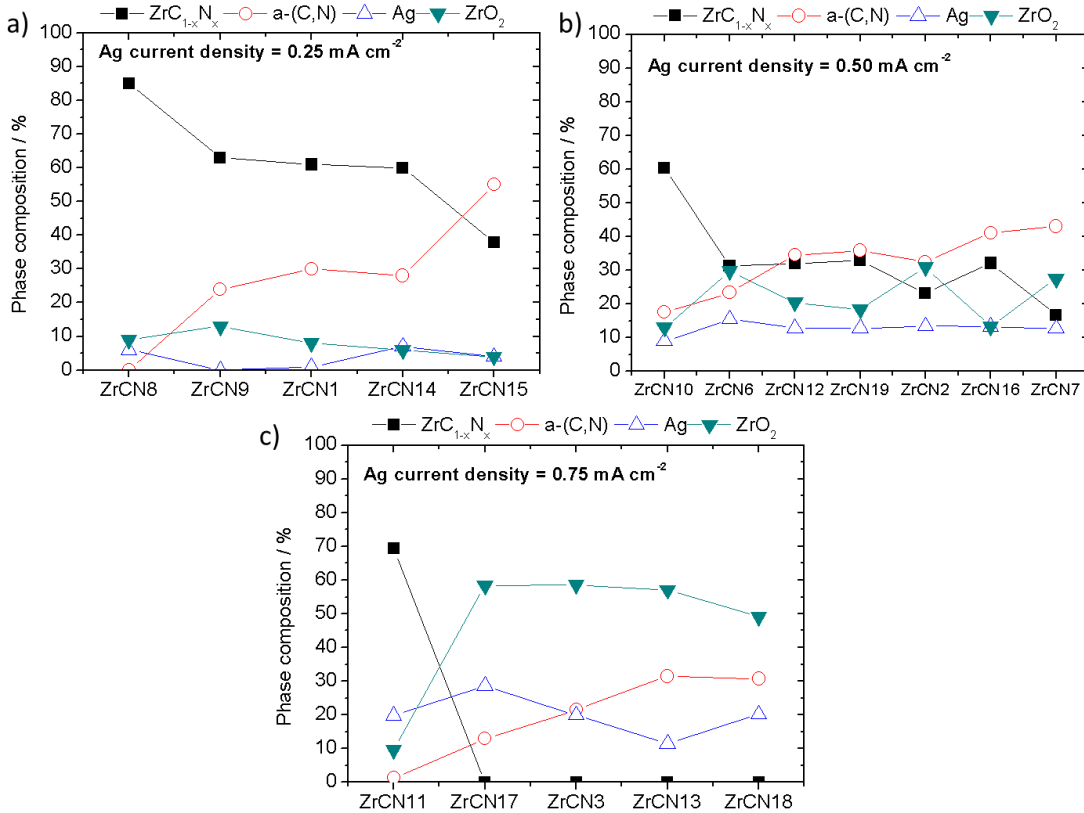 a)
ZrC1-xNx a-(C,N) Ag ZrO2
Ag current density = 0.25 mA cm-2
Phase composition / %
100
90
80
70
60
50
40
30
20
10
0
ZrCN8 ZrCN9 ZrCN1 ZrCN14 ZrCN15
b)
ZrC1-xNx a-(C,N) Ag ZrO2
Ag current density = 0.50 mA cm-2
Phase composition / %
100
90
80
70
60
50
40
30
20
10
0
ZrCN10 ZrCN6 ZrCN12 ZrCN19 ZrCN2 ZrCN16 ZrCN7
c)
ZrC1-xNx a-(C,N) Ag ZrO2
Ag current density = 0.75 mA cm-2
Phase composition / %
100
90
80
70
60
50
40
30
20
10
0
ZrCN11 ZrCN17 ZrCN3 ZrCN13 ZrCN18